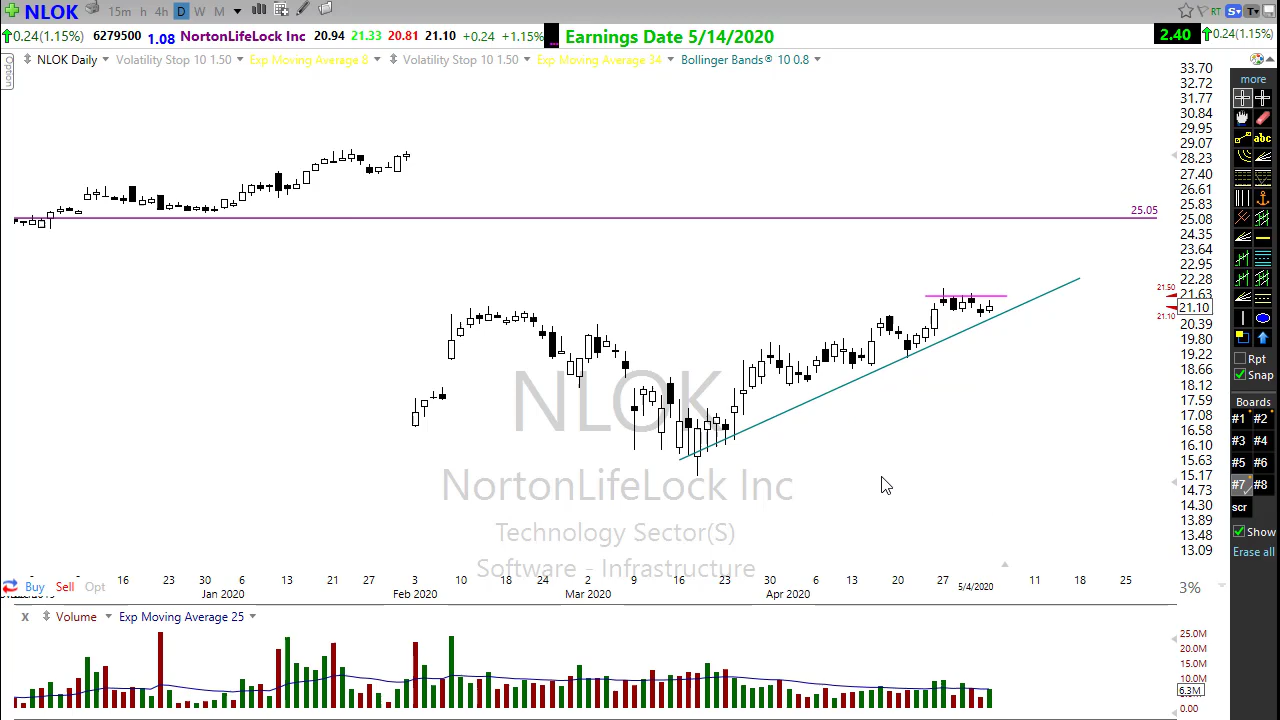 NLOK 15m h 4h D W M RT S T
0.24(1.15%) 6279500 1.08 NortonLifeLock Inc 20.94 21.33 20.81 21.10 +0.24 +1.15% Earnings Date 5/14/2020 2.40 0.24(1.15%)
Option NLOK Daily Volatility Stop 10 1.50 Exp Moving Average 8 Volatility Stop 10 1.50 Exp Moving Average 34 Bollinger Bands® 10 0.8
33.70
32.72
31.77
30.84
29.95
29.07
28.23
27.40
26.61
25.83
25.05
25.08
24.35
23.64
22.95
22.28
21.50
21.63
21.10
21.10
20.39
19.80
19.22
18.66
18.12
17.59
17.08
16.58
16.10
15.63
15.17
14.73
14.30
13.89
13.48
13.09
NLOK
NortonLifeLock Inc
Technology Sector(S)
Software - Infrastructure
more
abc
Rpt
Snap
Boards
#1 #2
#3 #4
#5 #6
#7 #8
scr
Show
Erase all
Buy Sell Opt 16 23 30 6 13 21 27 3 10 18 24 2 9 16 23 30 6 13 20 27 5/4/2020 11 18 25 3%
Jan 2020 Feb 2020 Mar 2020 Apr 2020
X Volume Exp Moving Average 25
25.0M
20.0M
15.0M
10.0M
6.3M
0.00